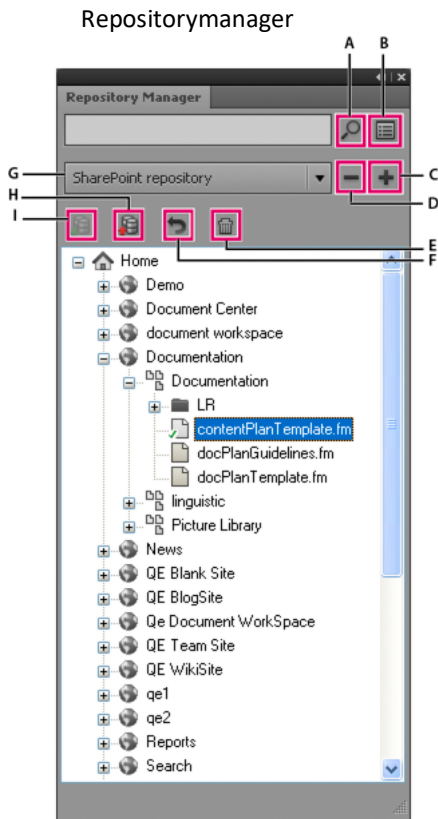 Repositorymanager
A
B
Repository Manager
G
SharePoint repository
C
D
H
I
E
F
Home
Demo
Document Center
document workspace
Documentation
Documentation
LR
contentPlanTemplate.fm
docPlanGuidelines.fm
docPlanTemplate.fm
linguistic
Picture Library
News
QE Blank Site
QE BlogSite
Qe Document WorkSpace
QE Team Site
QE WikiSite
qe1
qe2
Reports
Search